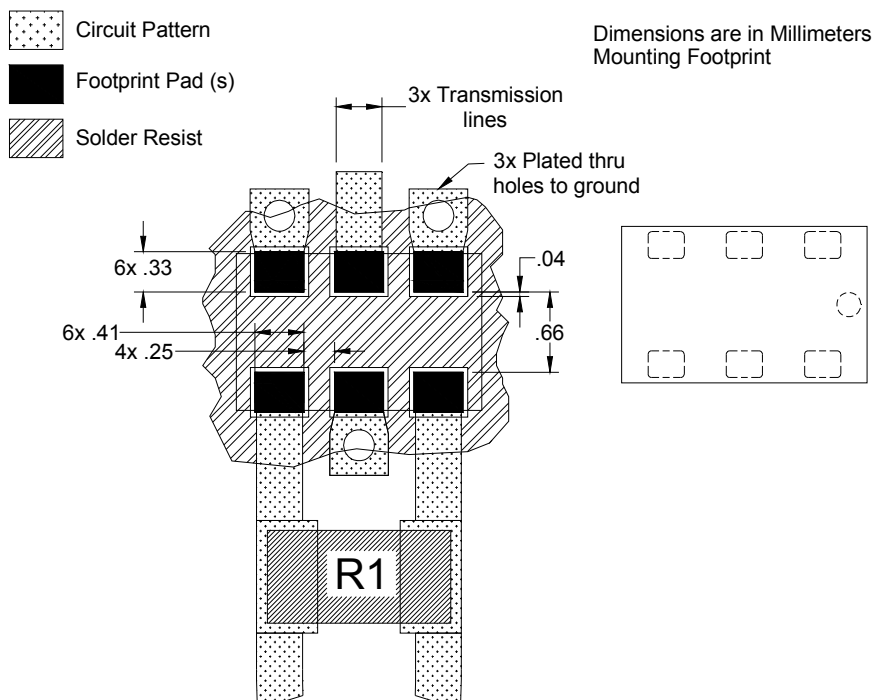 Circuit Pattern
Footprint Pad (s)
Solder Resist
Dimensions are in Millimeters
Mounting Footprint
3x Transmission
lines
3x Plated thru
holes to ground
6x .33
.04
6x .41
4x .25
.66
R1